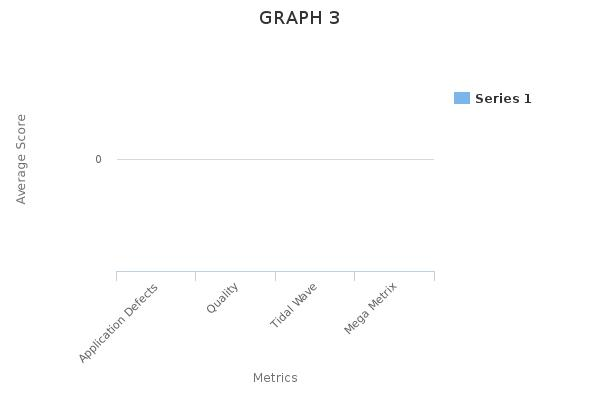 GRAPH 3
Series 1
Average Score
0
Application Defects
Quality
Tidal Wave
Mega Metrix
Metrics